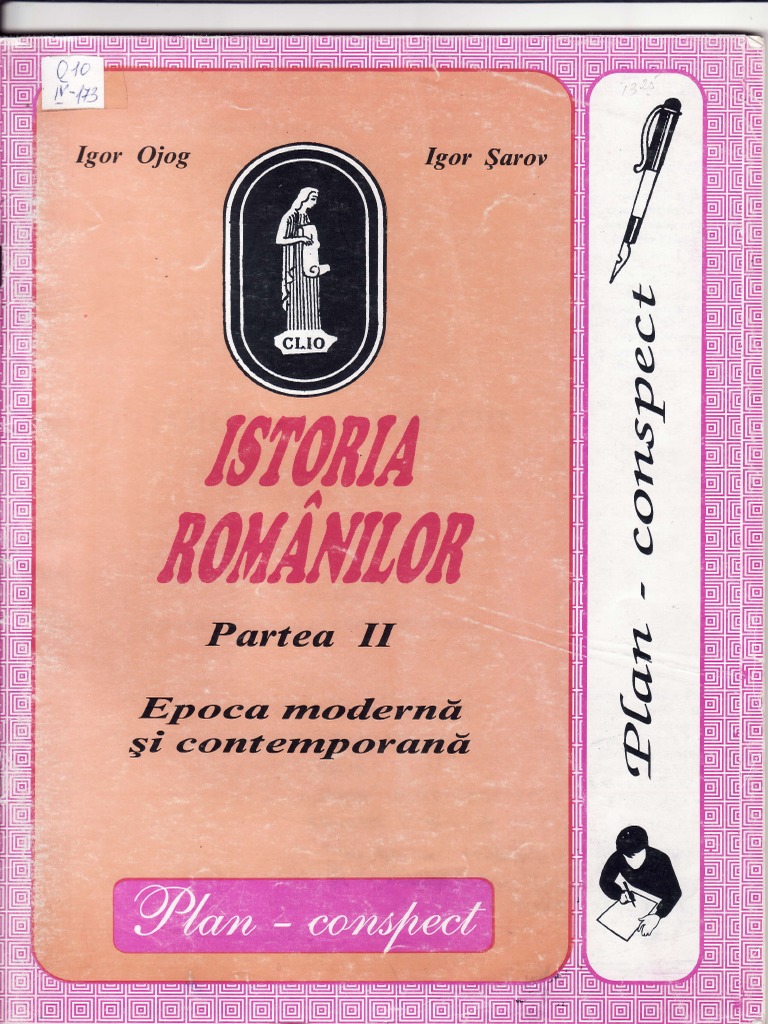 Q10
IV-173
1325
Igor Ojog
Igor Şarov
CLIO
ISTORIA
ROMÂNILOR
Partea II
Epoca modernă
şi contemporană
Plan - conspect
Plan - conspect